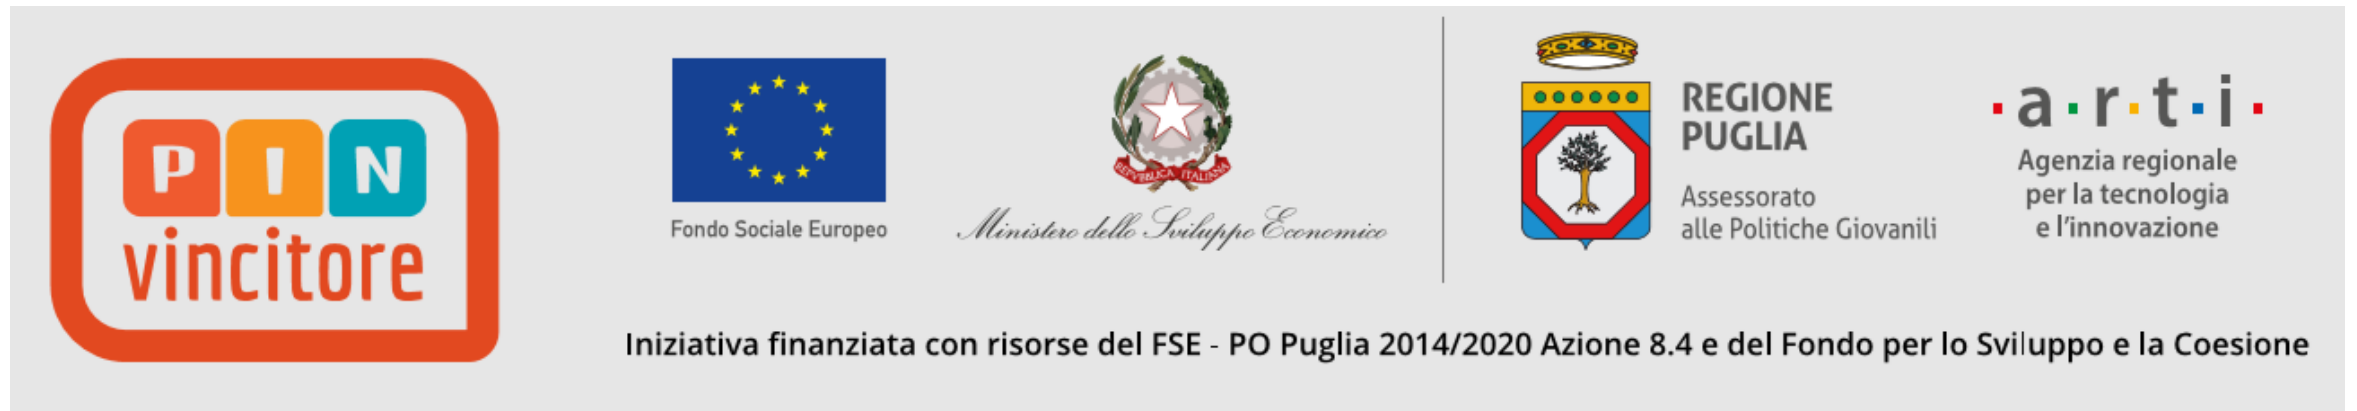 PIN
vincitore
Fondo Sociale Europeo
REPVBBLICA ITALIANA
Ministero dello Sviluppo Economico
REGIONE
PUGLIA
Assessorato
alle Politiche Giovanili
·a·r·t·i·
Agenzia regionale
per la tecnologia
e l'innovazione
Iniziativa finanziata con risorse del FSE - PO Puglia 2014/2020 Azione 8.4 e del Fondo per lo Sviluppo e la Coesione